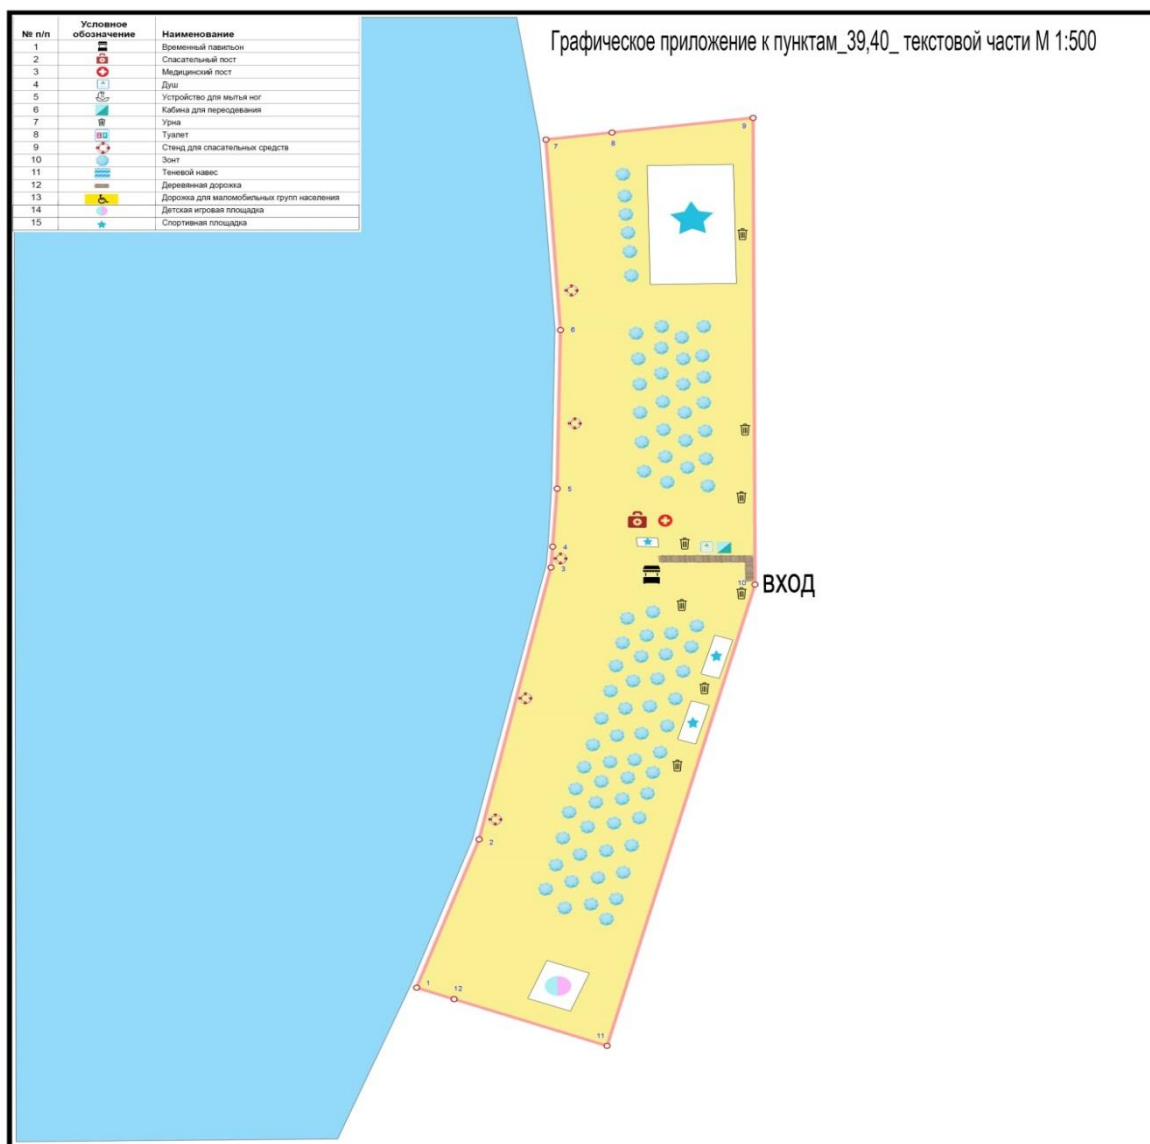 Графическое приложение к пунктам_39,40_ текстовой части М 1:500
№ п/п Условное обозначение Наименование
1 Временный павильон
2 Спасательный пост
3 Медицинский пост
4 Душ
5 Устройство для мытья ног
6 Кабина для переодевания
7 Урна
8 Туалет
9 Стенд для спасательных средств
10 Зонт
11 Теневой навес
12 Деревянная дорожка
13 Дорожка для маломобильных групп населения
14 Детская игровая площадка
15 Спортивная площадка
9
7
8
6
5
4
3
10
ВХОД
2
1
12
11